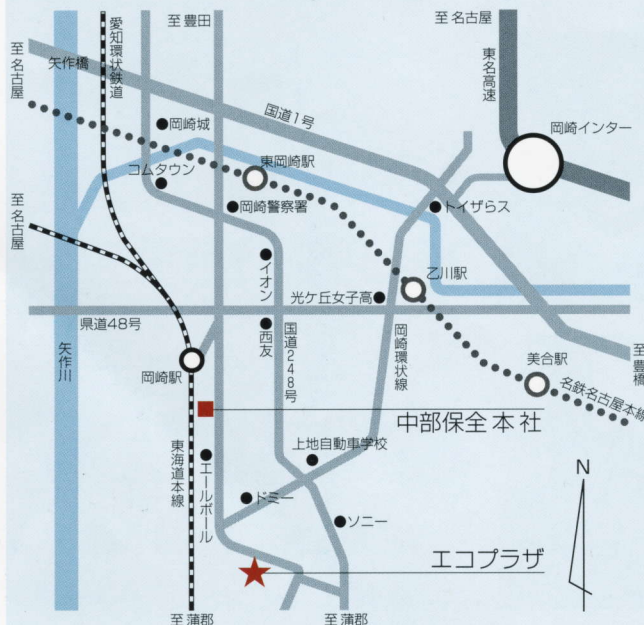 至 豊田
至 名古屋
愛知環状鉄道
至 名古屋
矢作橋
東名高速
国道1号
岡崎城
岡崎インター
東岡崎駅
コムタウン
至 名古屋
岡崎警察署
トイザらス
イオン
乙川駅
光ケ丘女子高
県道48号
西友
国道248号
岡崎環状線
矢作川
岡崎駅
美合駅
至 豊橋
名鉄名古屋本線
中部保全 本社
東海道本線
エールボール
上地自動車学校
N
ドミー
ソニー
エコプラザ
至 蒲郡
至 蒲郡